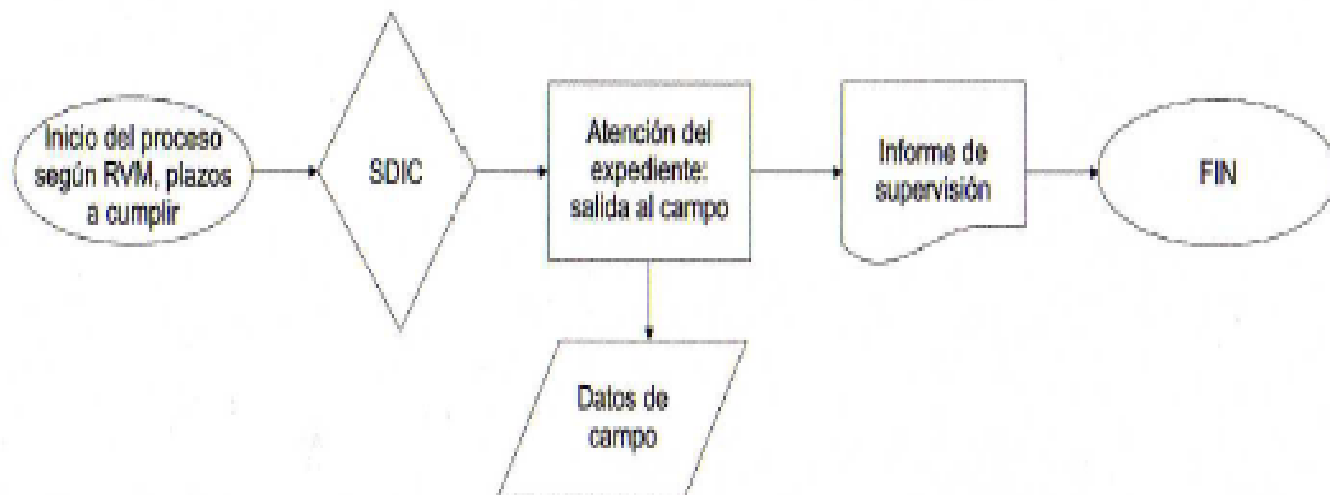 Inicio del proceso
según RVM, plazos
a cumplir
SDIC
Atención del
expediente:
salida al campo
Informe de
supervisión
FIN
Datos de
campo